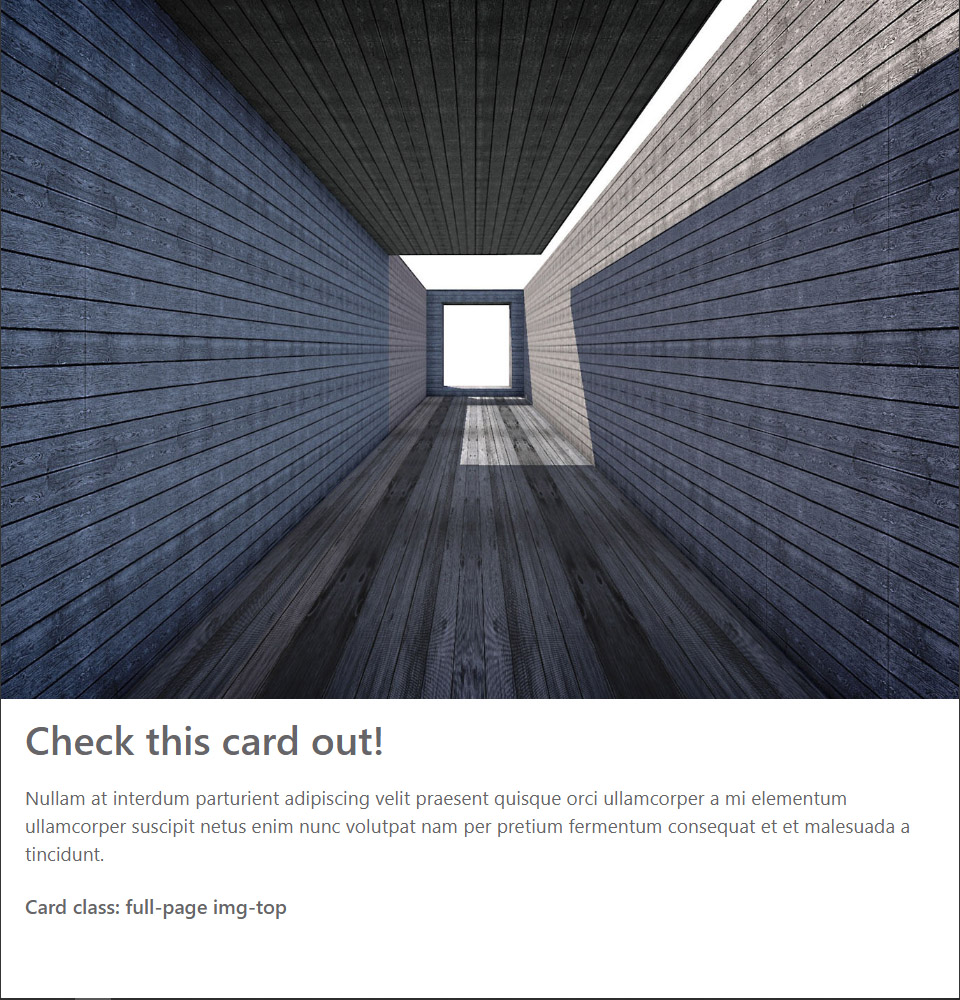 Check this card out!
Nullam at interdum parturient adipiscing velit praesent quisque orci ullamcorper a mi elementum
ullamcorper suscipit netus enim nunc volutpat nam per pretium fermentum consequat et et malesuada a
tincidunt.
Card class: full-page img-top